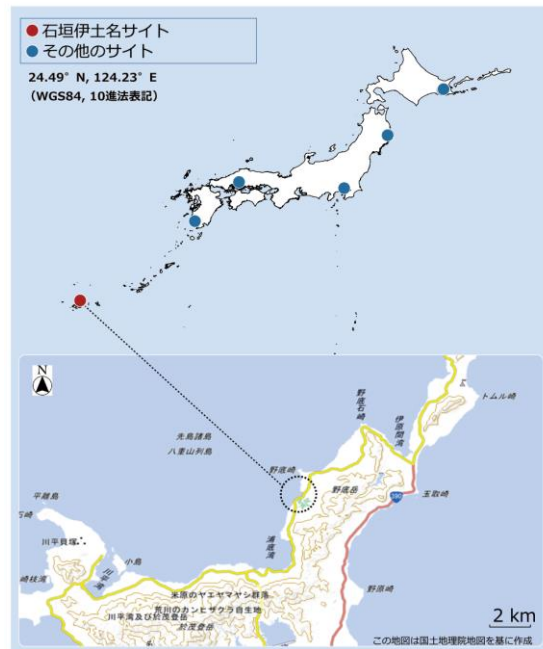 石垣伊土名サイト
その他のサイト
24.49° N, 124.23° E
(WGS84, 10進法表記)
N
トムル崎
野底石崎
伊原間湾
先島諸島
八重山列島
野底崎
野底岳
390
玉取崎
平離島
石崎
川平貝塚
浦底湾
小島
川平湾
崎枝湾
米原のヤエヤマヤシ群落
荒川のカンヒザクラ自生地
川平湾及び於茂登岳
於茂登岳
野原崎
2 km
この地図は国土地理院地図を基に作成